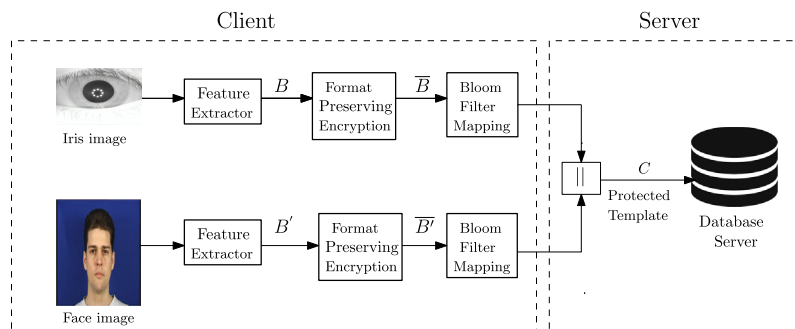 Client
Server
Iris image
Feature
Extractor
B
Format
Preserving
Encryption
B̅
Bloom
Filter
Mapping
||
C
Protected
Template
Database
Server
Face image
Feature
Extractor
B′
Format
Preserving
Encryption
B̅′
Bloom
Filter
Mapping